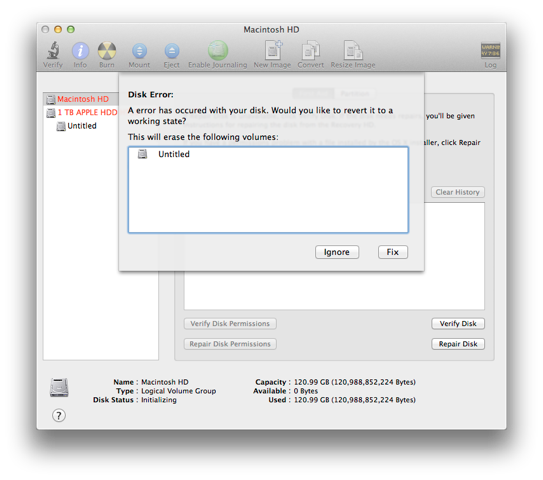 Macintosh HD
Verify Info Burn Mount Eject Enable Journaling New Image Convert Resize Image Log
Disk Error:
A error has occured with your disk. Would you like to revert it to a
working state?
This will erase the following volumes:
Untitled
Ignore Fix
Macintosh HD
1 TB APPLE HDD
Untitled
you'll be given
click Repair
Clear History
Verify Disk Permissions Verify Disk
Repair Disk Permissions Repair Disk
Name : Macintosh HD Capacity : 120.99 GB (120,988,852,224 Bytes)
Type : Logical Volume Group Available : 0 Bytes
Disk Status : Initializing Used : 120.99 GB (120,988,852,224 Bytes)
?